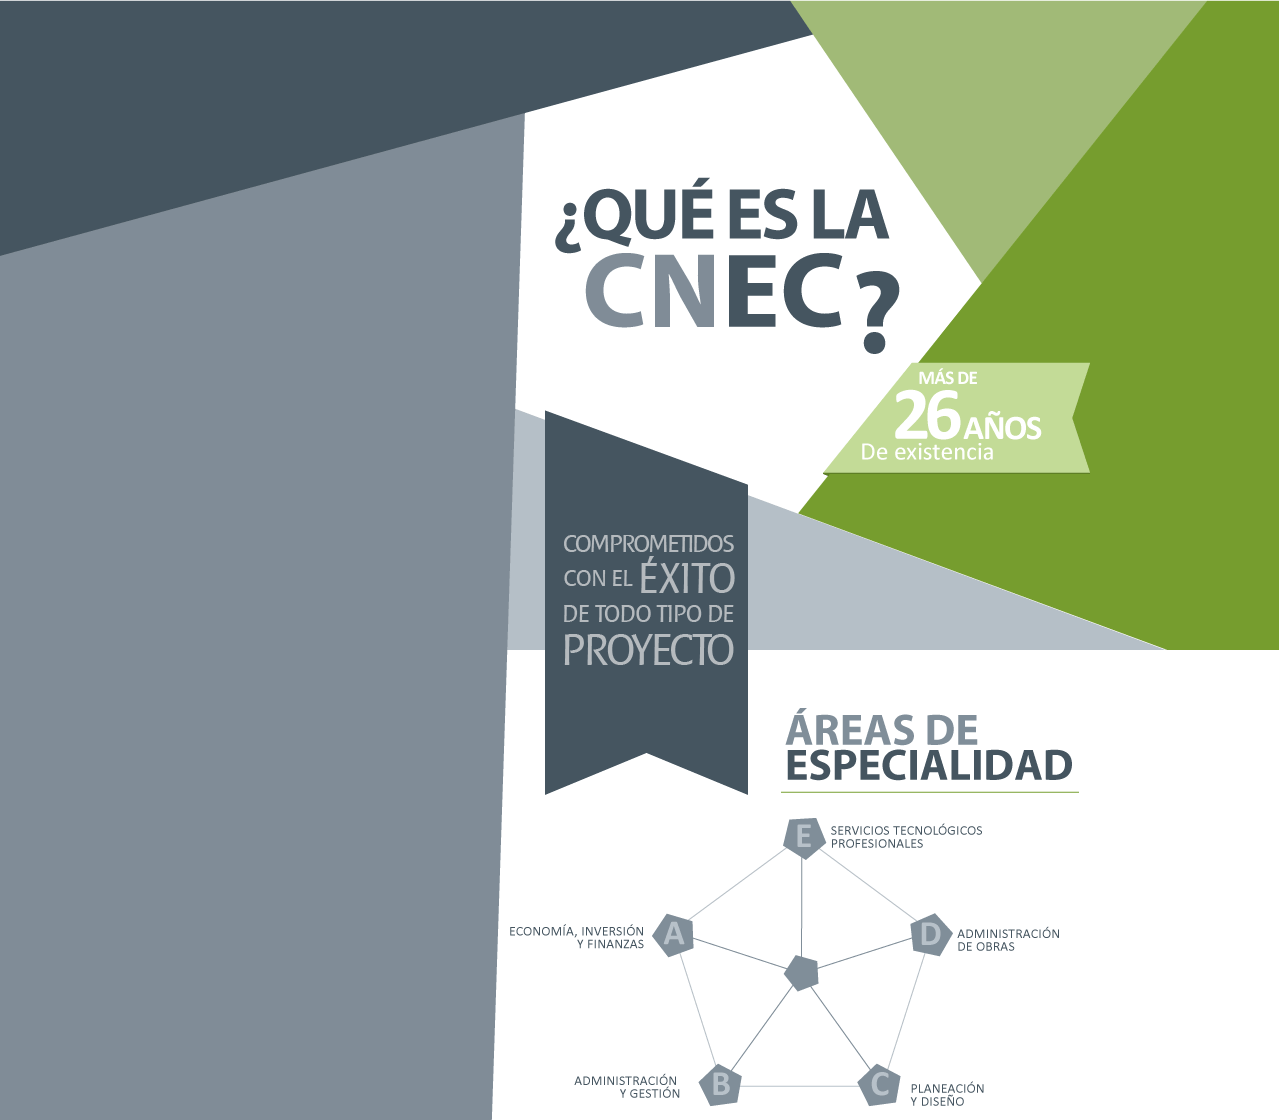 ¿QUÉ ES LA
CNEC?
MÁS DE
26 AÑOS
De existencia
COMPROMETIDOS
CON EL ÉXITO
DE TODO TIPO DE
PROYECTO
ÁREAS DE
ESPECIALIDAD
E
SERVICIOS TECNOLÓGICOS
PROFESIONALES
A
ECONOMÍA, INVERSIÓN
Y FINANZAS
D
ADMINISTRACIÓN
DE OBRAS
B
ADMINISTRACIÓN
Y GESTIÓN
C
PLANEACIÓN
Y DISEÑO